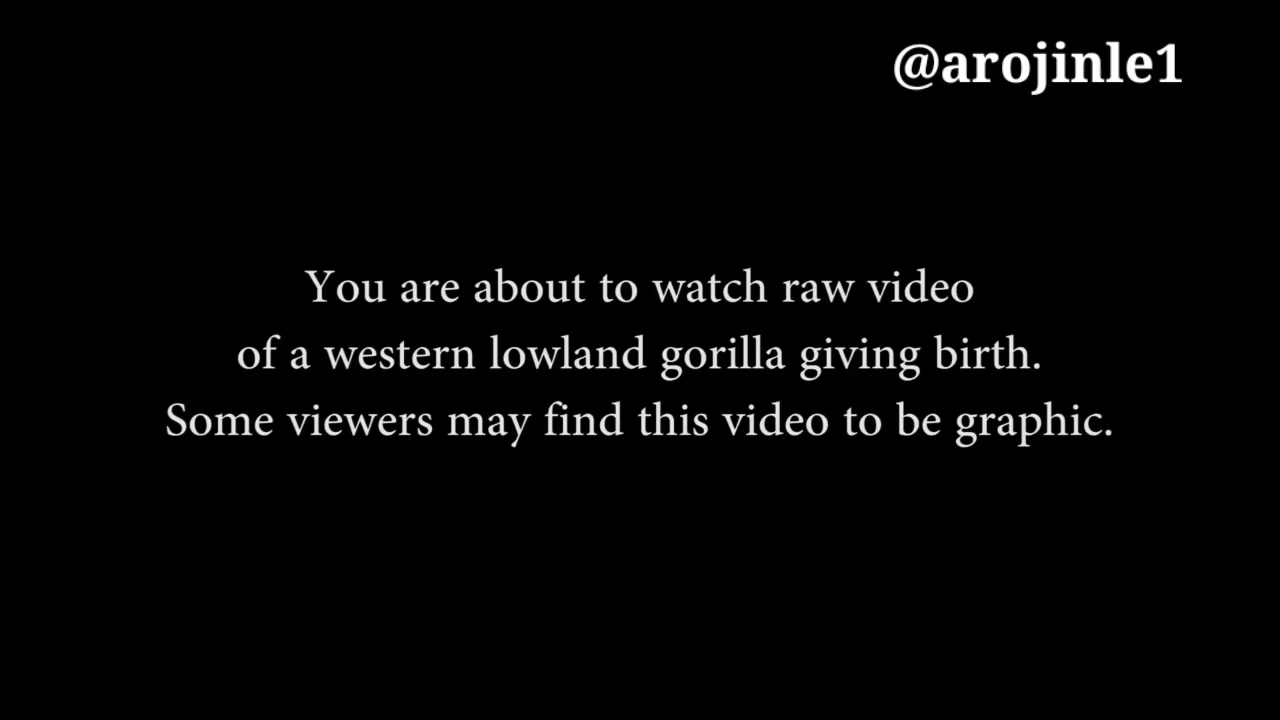 @arojinle1
You are about to watch raw video
of a western lowland gorilla giving birth.
Some viewers may find this video to be graphic.